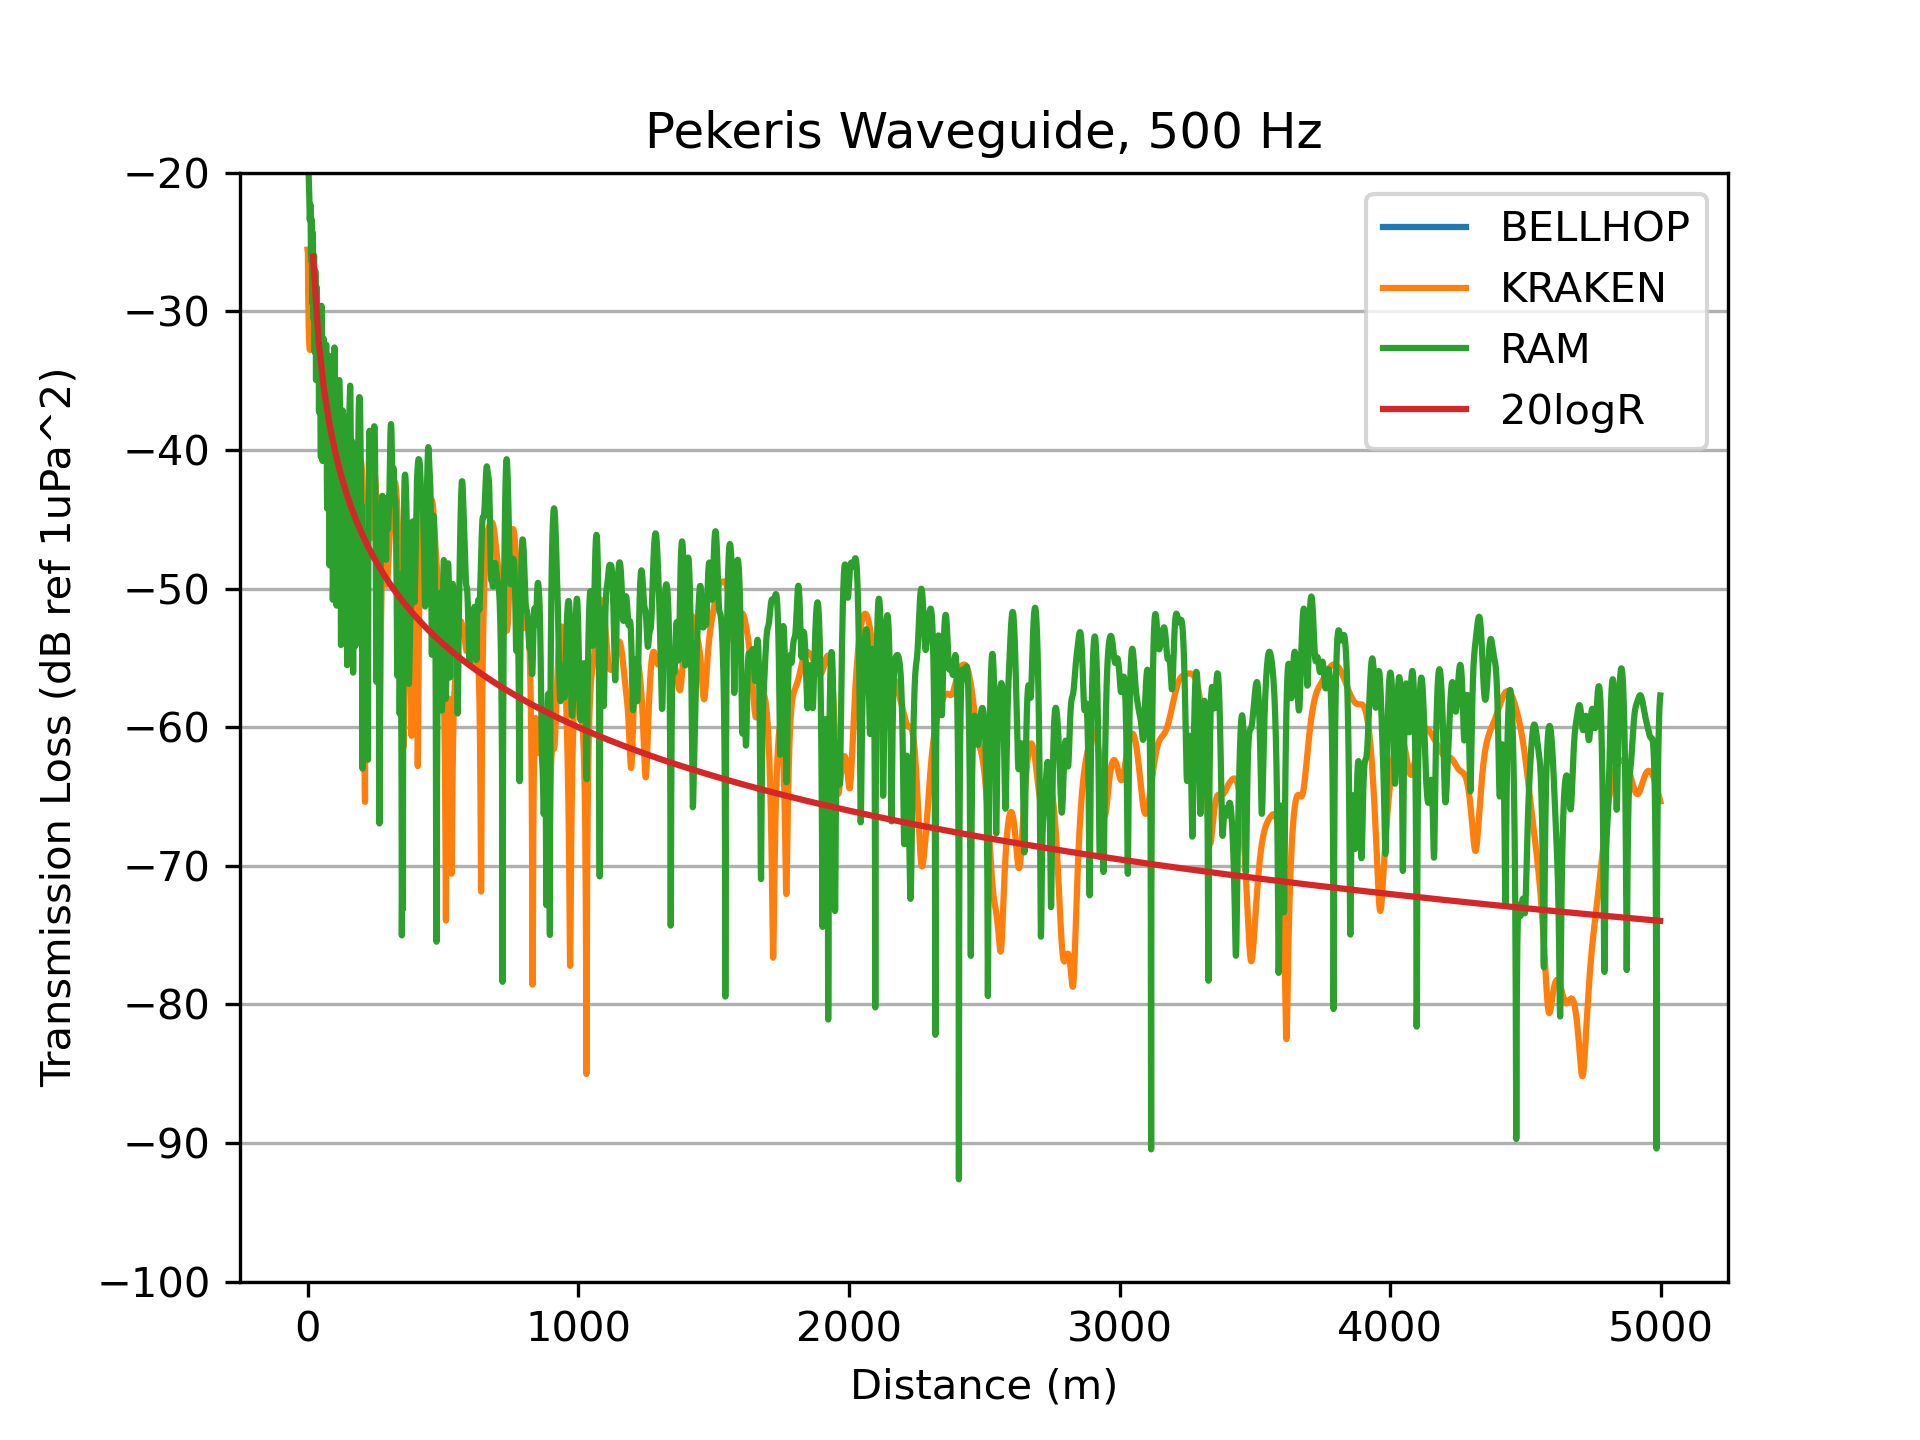 Pekeris Waveguide, 500 Hz
−20
−30
−40
−50
−60
−70
−80
−90
−100
Transmission Loss (dB ref 1uPa^2)
BELLHOP
KRAKEN
RAM
20logR
0 1000 2000 3000 4000 5000
Distance (m)